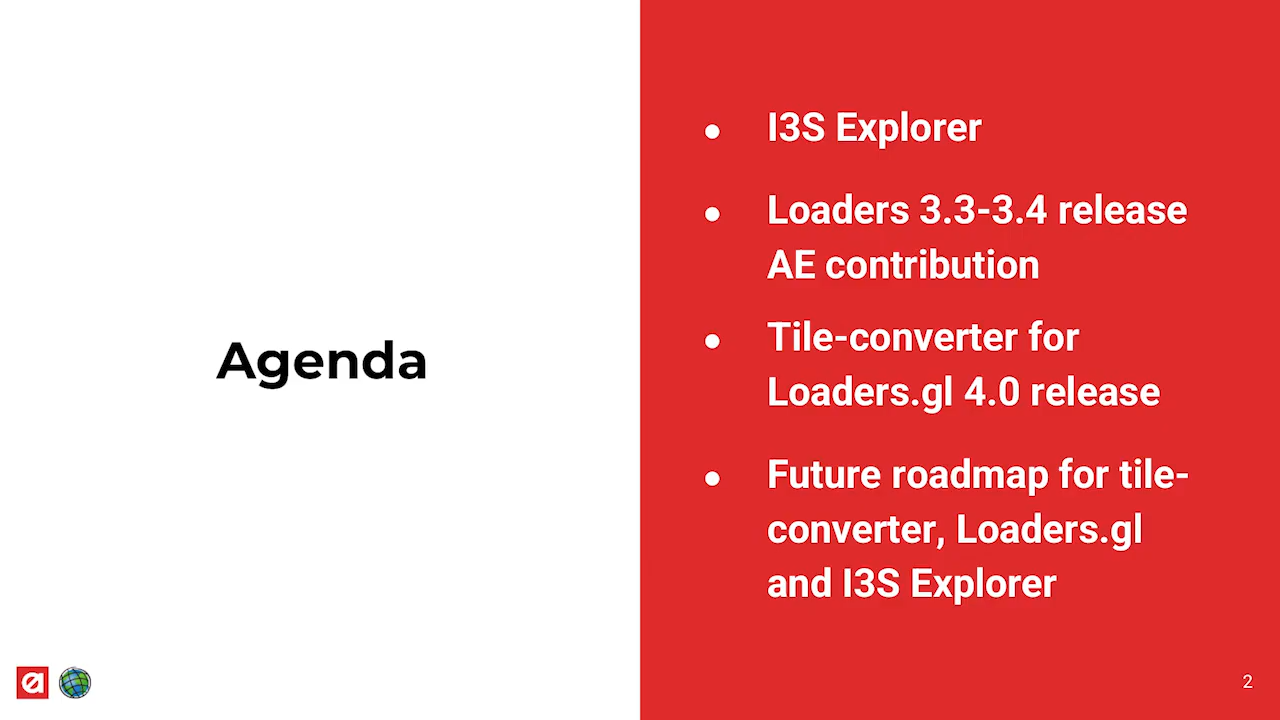 Agenda
● I3S Explorer
● Loaders 3.3-3.4 release
AE contribution
● Tile-converter for
Loaders.gl 4.0 release
● Future roadmap for tile-
converter, Loaders.gl
and I3S Explorer
2